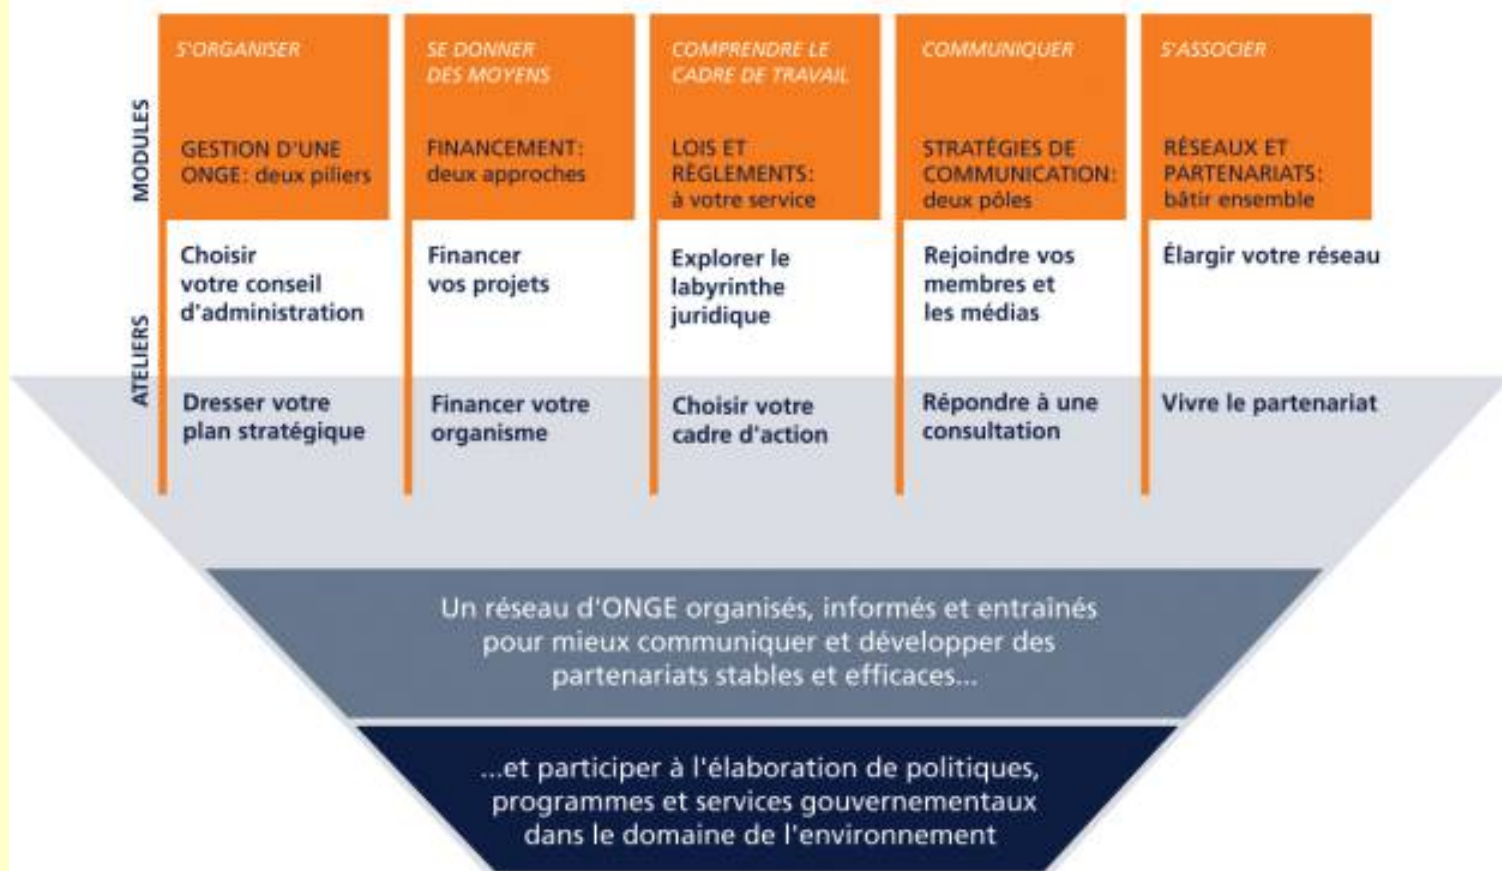 MODULES
S'ORGANISER
GESTION D'UNE
ONGE: deux piliers
SE DONNER
DES MOYENS
FINANCEMENT:
deux approches
COMPRENDRE LE
CADRE DE TRAVAIL
LOIS ET
RÈGLEMENTS:
à votre service
COMMUNIQUER
STRATÉGIES DE
COMMUNICATION:
deux pôles
S'ASSOCIER
RÉSEAUX ET
PARTENARIATS:
bâtir ensemble
ATELIERS
Choisir
votre conseil
d'administration
Financer
vos projets
Explorer le
labyrinthe
juridique
Rejoindre vos
membres et
les médias
Élargir votre réseau
Dresser votre
plan stratégique
Financer votre
organisme
Choisir votre
cadre d'action
Répondre à une
consultation
Vivre le partenariat
Un réseau d'ONGE organisés, informés et entraînés
pour mieux communiquer et développer des
partenariats stables et efficaces...
...et participer à l'élaboration de politiques,
programmes et services gouvernementaux
dans le domaine de l'environnement